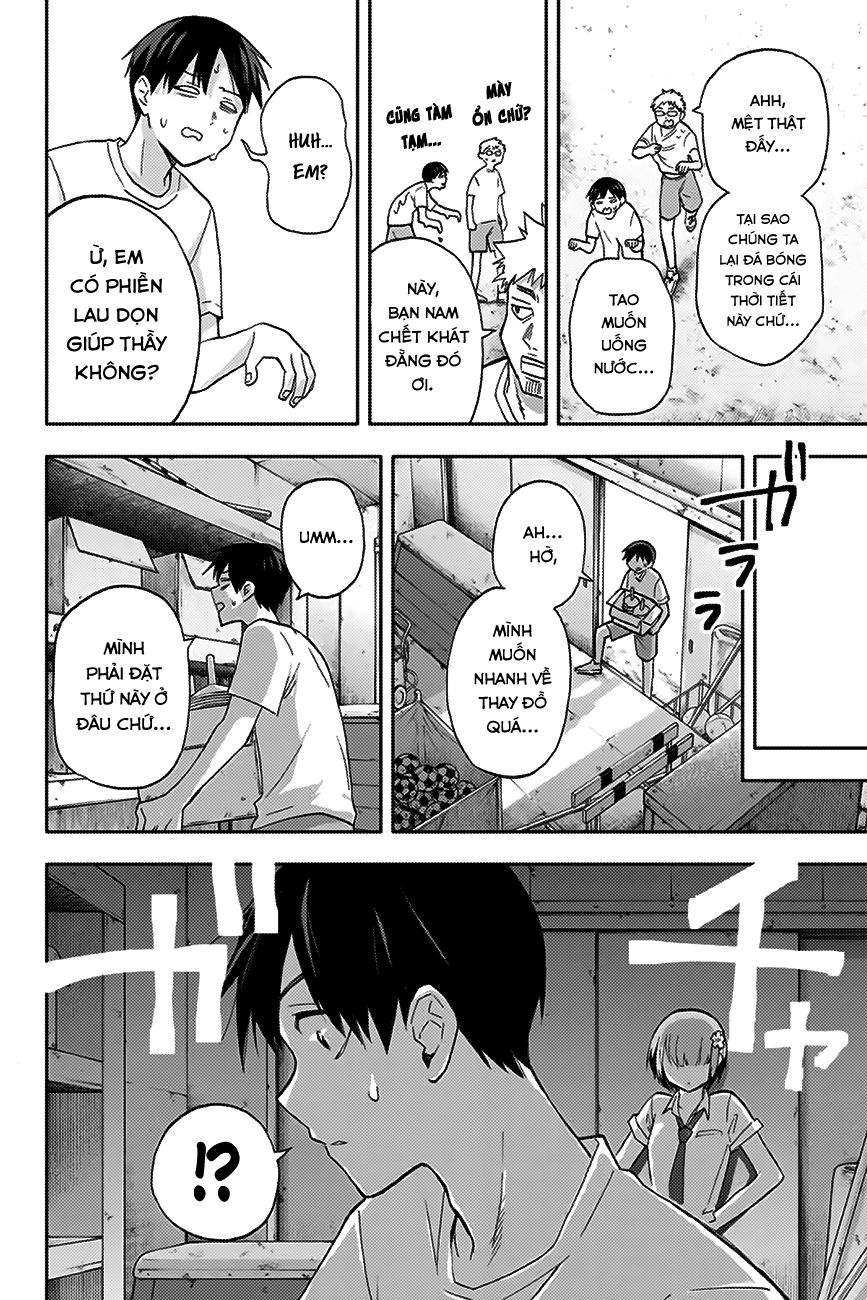 AHH,
MỆT THẬT
ĐẤY...
TẠI SAO
CHÚNG TA
LẠI ĐÁ BÓNG
TRONG CÁI
THỜI TIẾT
NÀY CHỨ...
TAO
MUỐN
UỐNG
NƯỚC...
MÀY
ỔN CHỨ?
CŨNG TÀM
TẠM...
NÀY,
BẠN NAM
CHẾT KHÁT
ĐẰNG ĐÓ
ƠI.
HUH...
EM?
Ừ, EM
CÓ PHIỀN
LAU DỌN
GIÚP THẦY
KHÔNG?
ガラ
AH...
HỜ,
MÌNH
MUỐN
NHANH VỀ
THAY ĐỒ
QUÁ...
UMM...
MÌNH
PHẢI ĐẶT
THỨ NÀY Ở
ĐÂU CHỨ...
ガチャ
!?